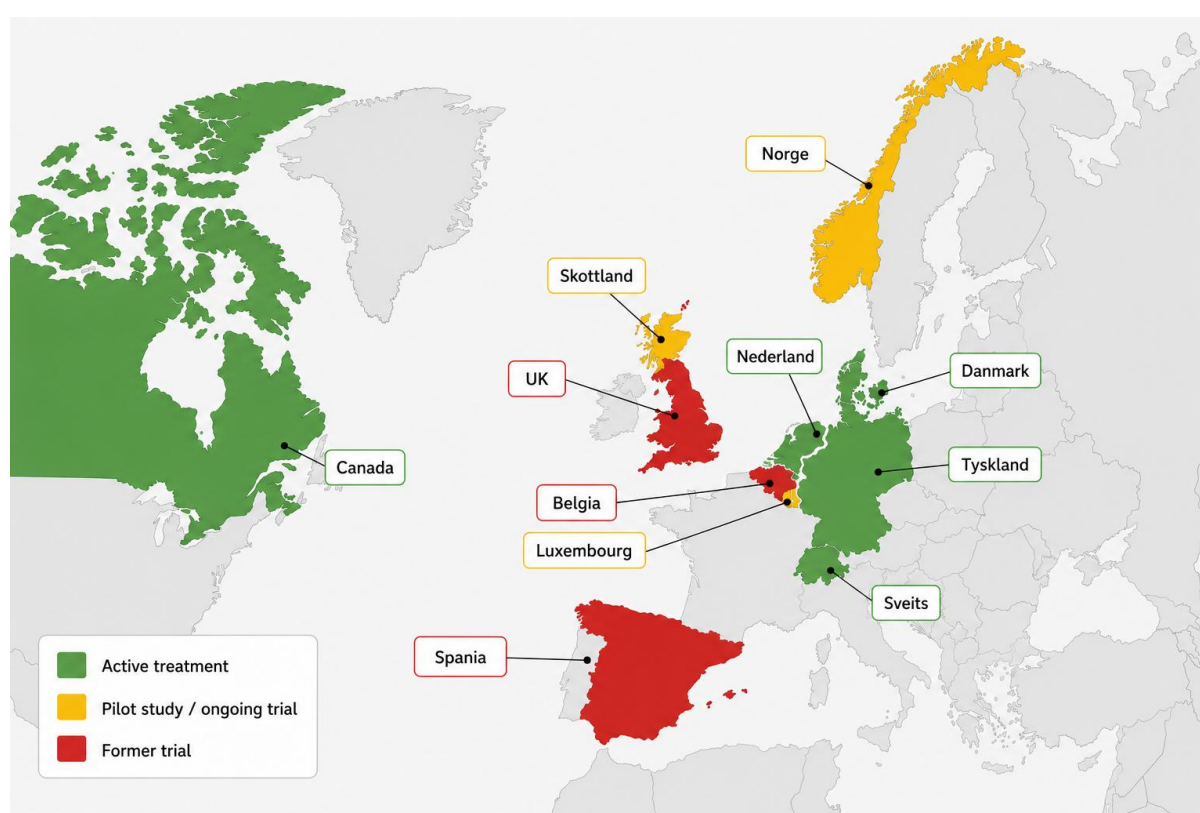 Norge
Skottland
Nederland
UK
Danmark
Canada
Tyskland
Belgia
Luxembourg
Sveits
Spania
Active treatment
Pilot study / ongoing trial
Former trial